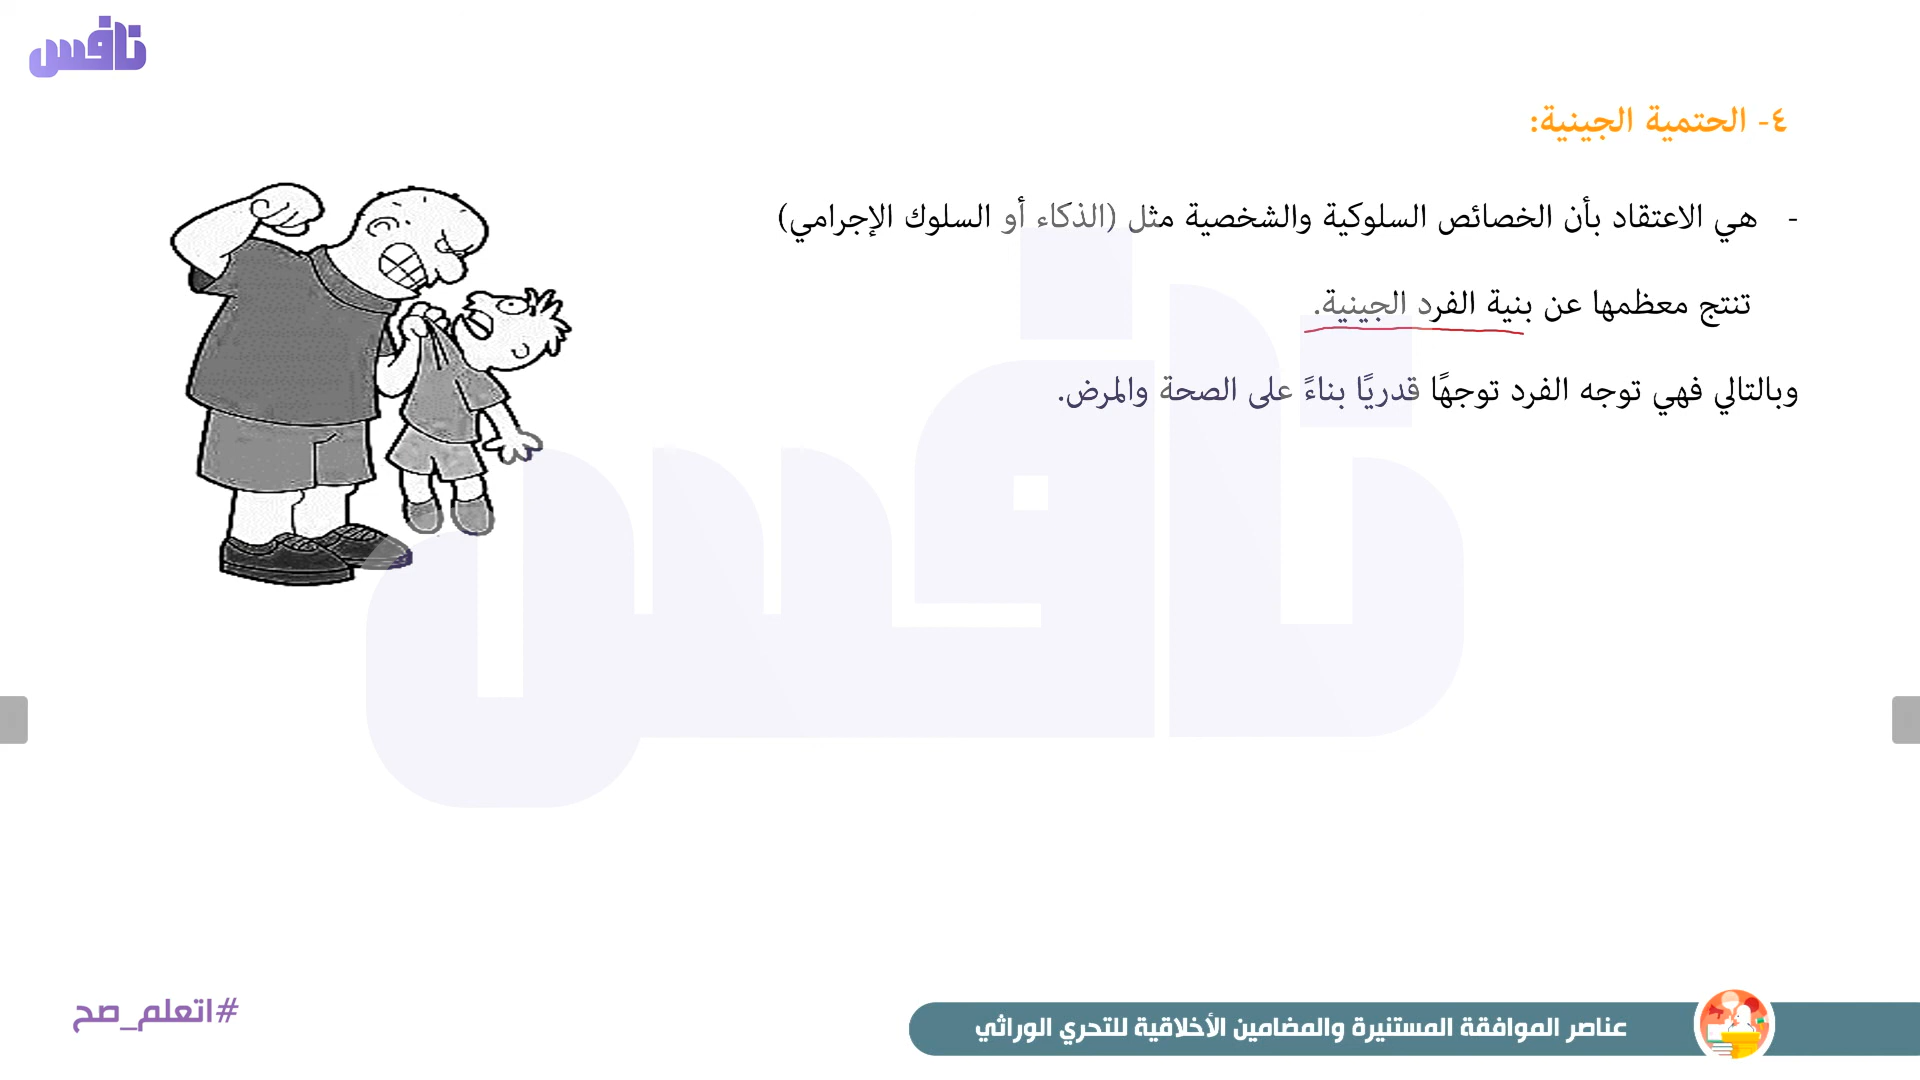 نافس
٤- الحتمية الجينية:
- هي الاعتقاد بأن الخصائص السلوكية والشخصية مثل (الذكاء أو السلوك الإجرامي)
تنتج معظمها عن بنية الفرد الجينية.
وبالتالي فهي توجه الفرد توجهًا قدريًا بناءً على الصحة والمرض.
نافس
#اتعلم_صح
عناصر الموافقة المستنيرة والمضامين الأخلاقية للتحري الوراثي